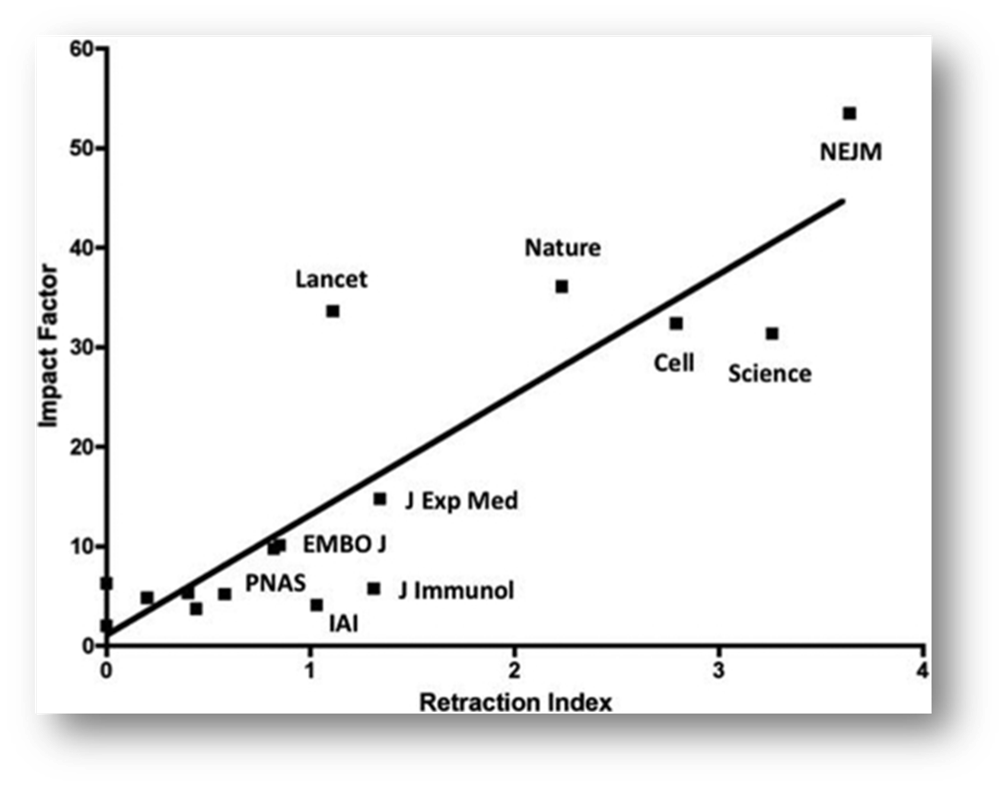 60
50
NEJM
40
Nature
Lancet
Impact Factor
30
Cell
Science
20
J Exp Med
10
EMBO J
PNAS
J Immunol
IAI
0
0 1 2 3 4
Retraction Index